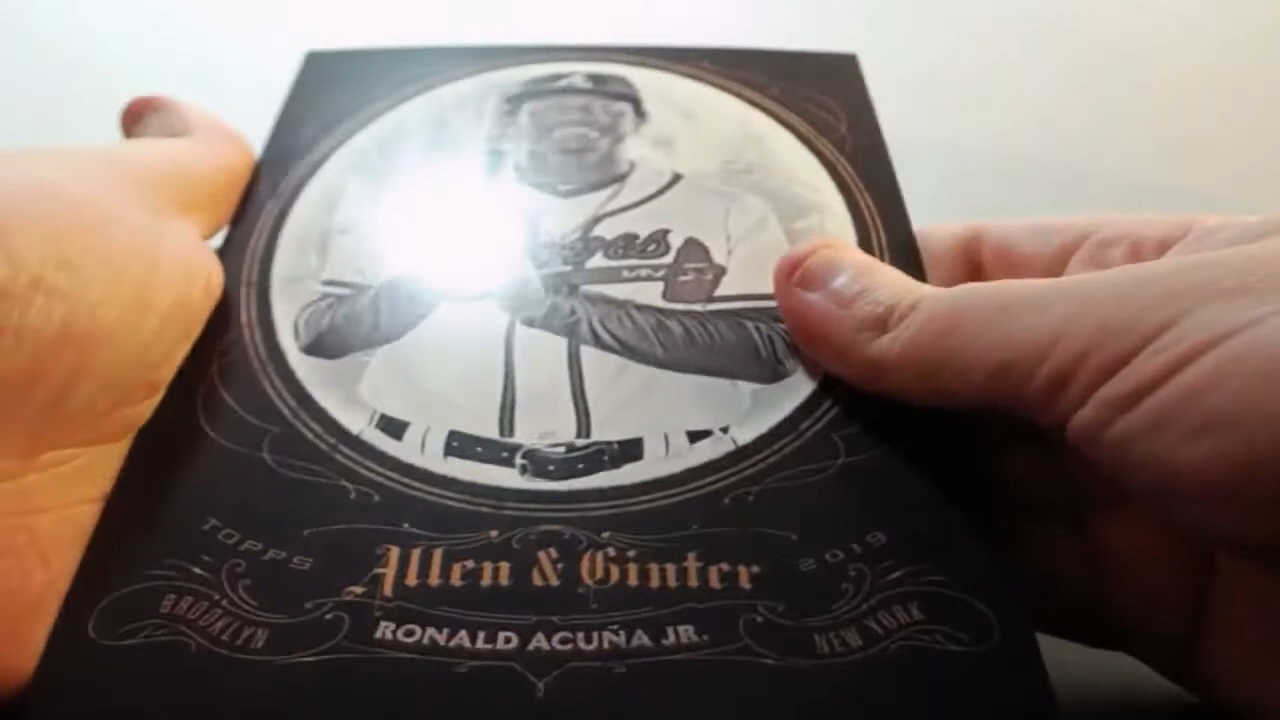 A
TOPPS
2019
Allen & Ginter
BROOKLYN
RONALD ACUÑA JR.
NEW YORK